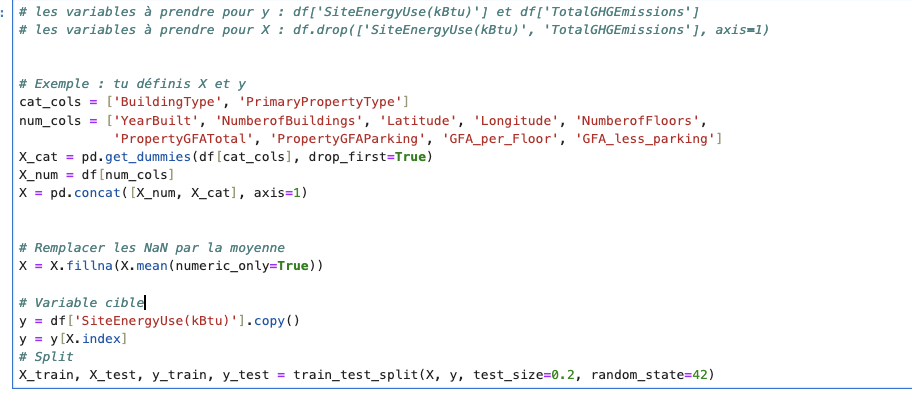 # les variables à prendre pour y : df['SiteEnergyUse(kBtu)'] et df['TotalGHGEmissions']
# les variables à prendre pour X : df.drop(['SiteEnergyUse(kBtu)', 'TotalGHGEmissions'], axis=1)
# Exemple : tu définis X et y
cat_cols = ['BuildingType', 'PrimaryPropertyType']
num_cols = ['YearBuilt', 'NumberofBuildings', 'Latitude', 'Longitude', 'NumberofFloors',
'PropertyGFATotal', 'PropertyGFAParking', 'GFA_per_Floor', 'GFA_less_parking']
X_cat = pd.get_dummies(df[cat_cols], drop_first=True)
X_num = df[num_cols]
X = pd.concat([X_num, X_cat], axis=1)
# Remplacer les NaN par la moyenne
X = X.fillna(X.mean(numeric_only=True))
# Variable cible
y = df['SiteEnergyUse(kBtu)'].copy()
y = y[X.index]
# Split
X_train, X_test, y_train, y_test = train_test_split(X, y, test_size=0.2, random_state=42)